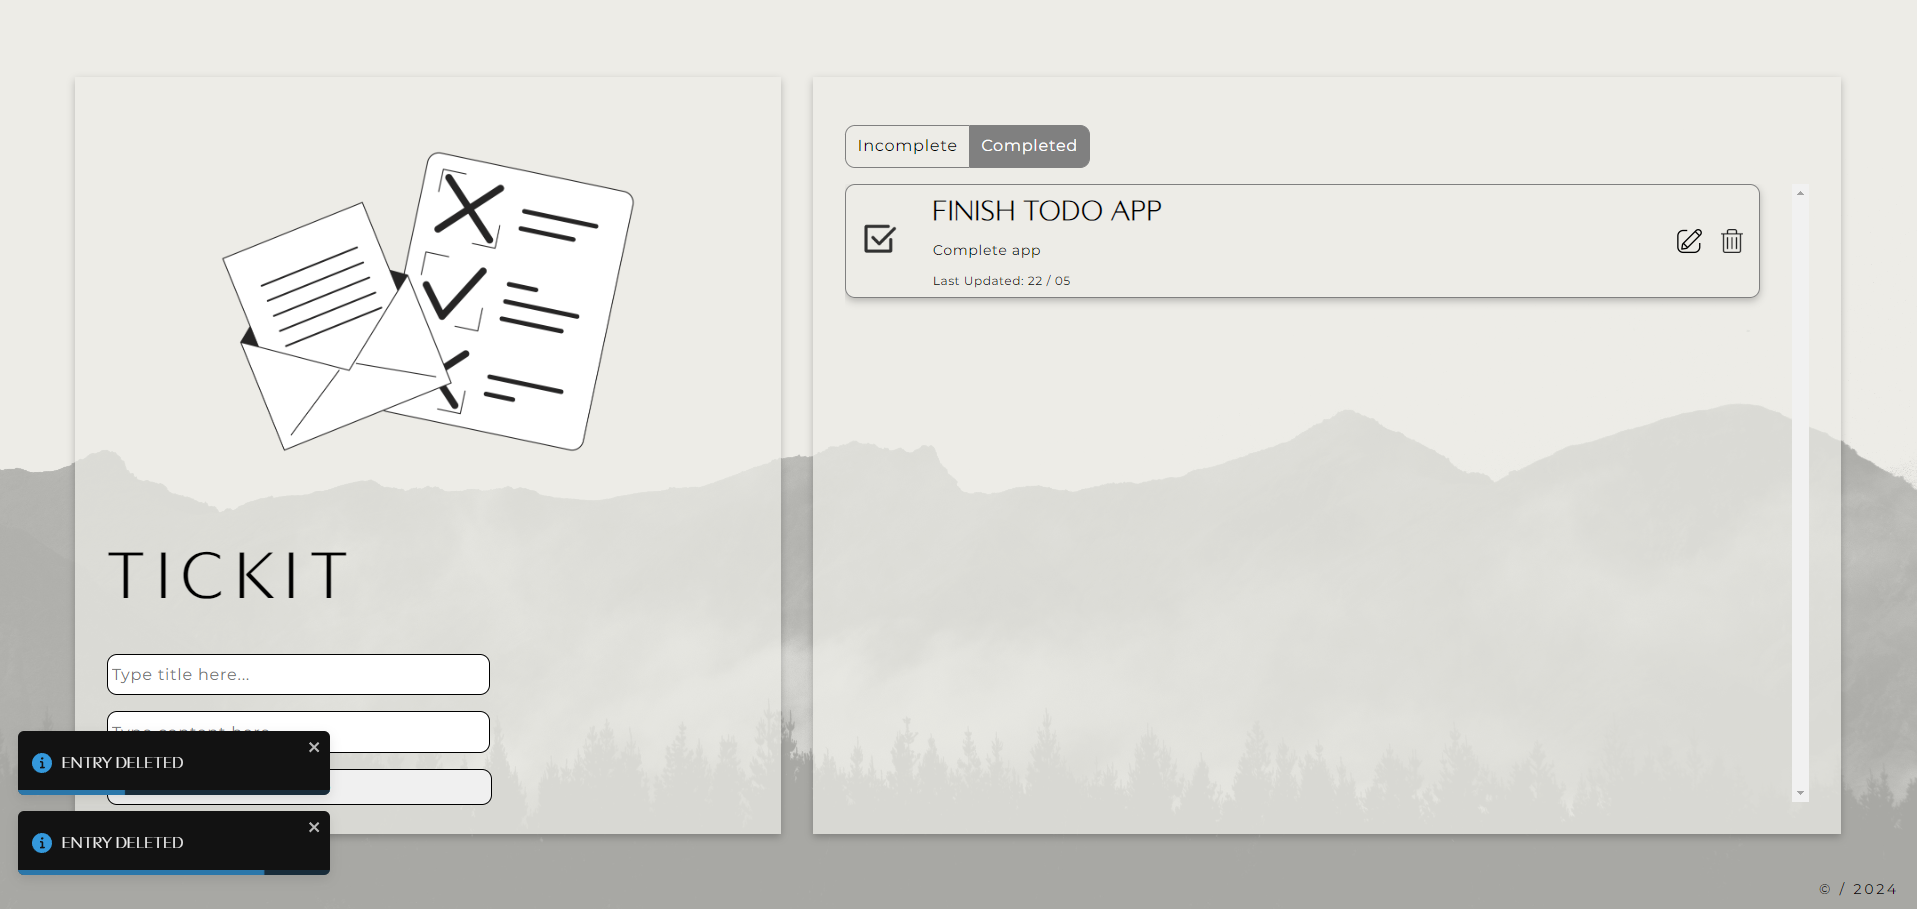 TICKIT
Type title here...
ENTRY DELETED
ENTRY DELETED
Incomplete
Completed
FINISH TODO APP
Complete app
Last Updated: 22 / 05
© / 2024